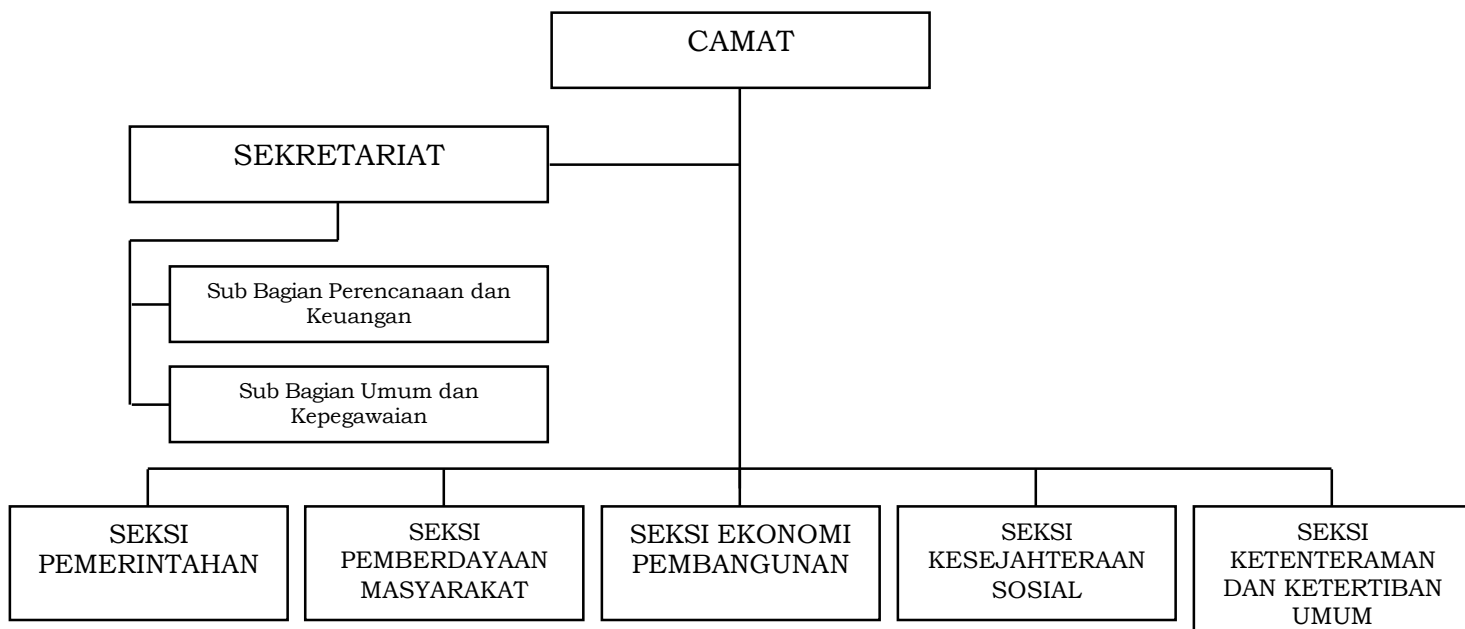 CAMAT
SEKRETARIAT
Sub Bagian Perencanaan dan
Keuangan
Sub Bagian Umum dan
Kepegawaian
SEKSI
PEMERINTAHAN
SEKSI
PEMBERDAYAAN
MASYARAKAT
SEKSI EKONOMI
PEMBANGUNAN
SEKSI
KESEJAHTERAAN
SOSIAL
SEKSI
KETENTERAMAN
DAN KETERTIBAN
UMUM